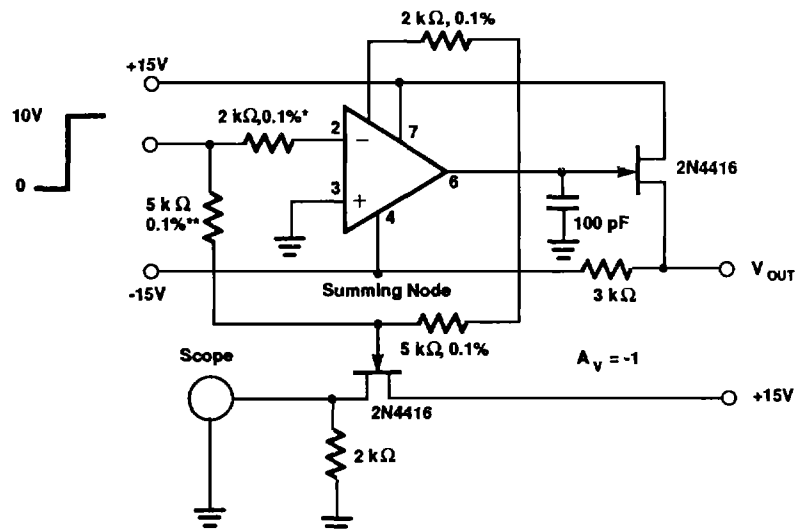 2 kΩ, 0.1%
+15V
10V
0
2 kΩ,0.1%*
2
7
3
6
4
2N4416
5 kΩ
0.1%**
100 pF
-15V
Summing Node
3 kΩ
V OUT
5 kΩ, 0.1%
A V = -1
Scope
2N4416
+15V
2 kΩ